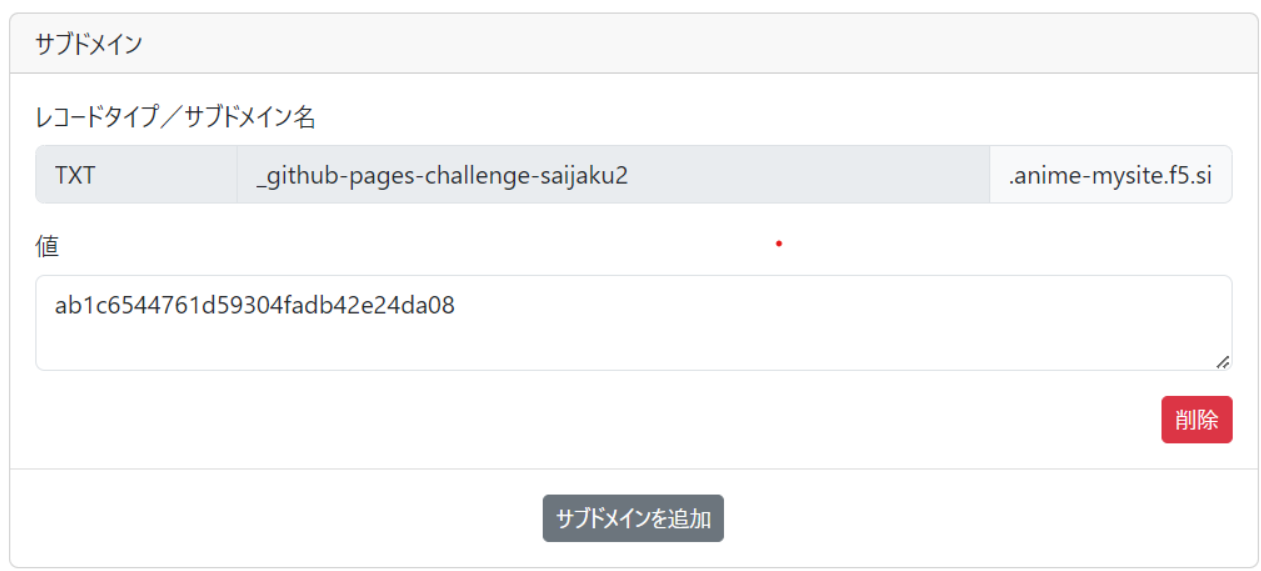 サブドメイン
レコードタイプ／サブドメイン名
TXT _github-pages-challenge-saijaku2 .anime-mysite.f5.si
値
ab1c6544761d59304fadb42e24da08
削除
サブドメインを追加